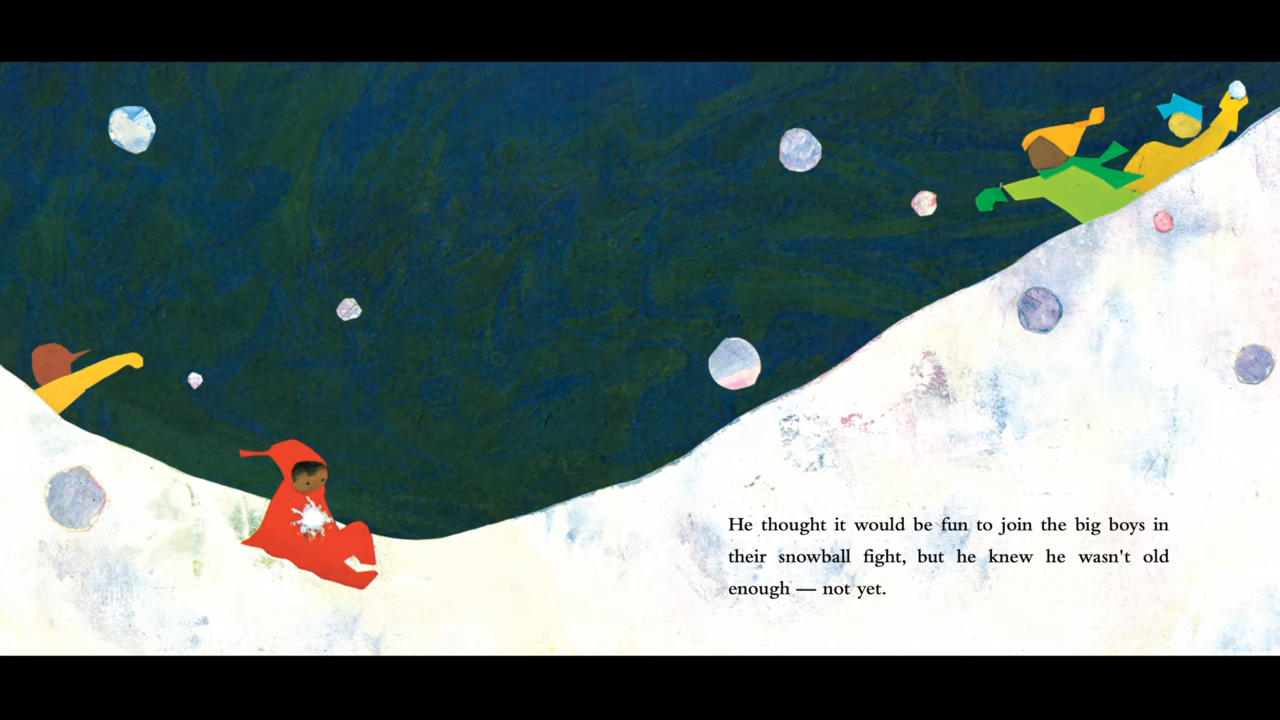 He thought it would be fun to join the big boys in
their snowball fight, but he knew he wasn't old
enough — not yet.